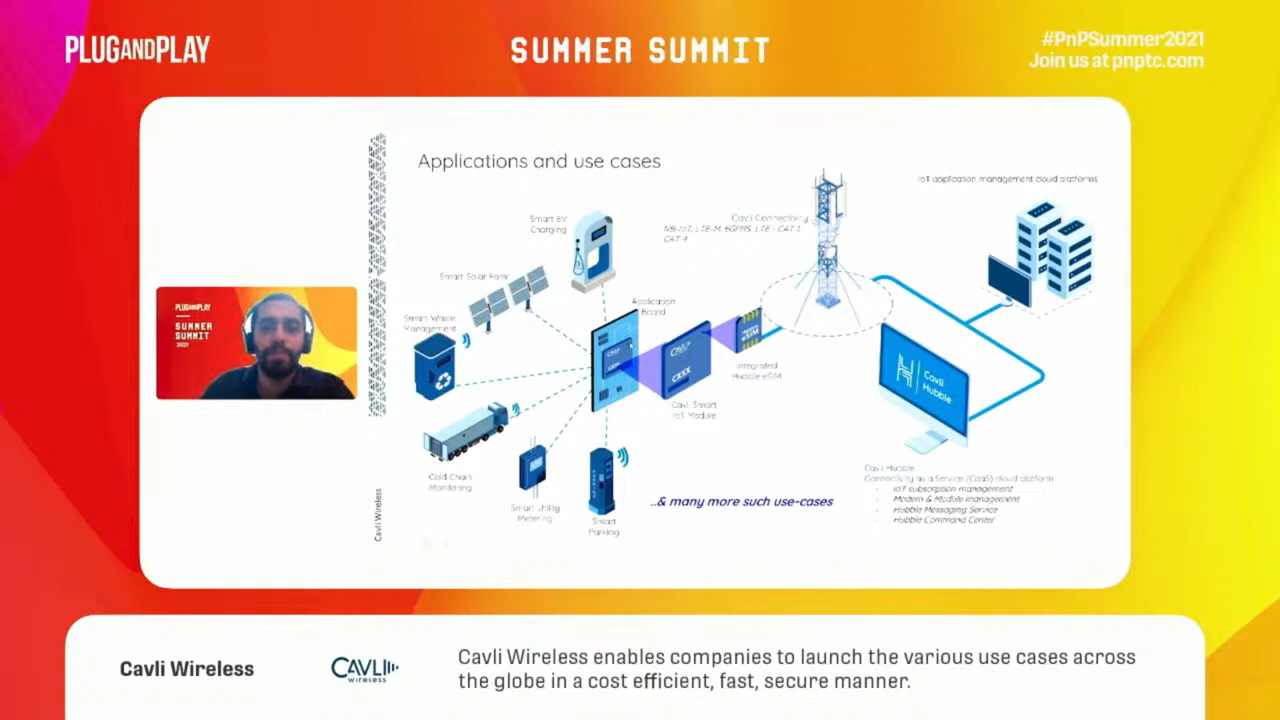 PLUGANDPLAY
SUMMER SUMMIT
#PnPSummer2021
Join us at pnptc.com
Applications and use cases
IoT application management cloud platforms
Smart EV
Charging
Cavli Connectivity
NB-IoT, LTE-M, EGPRS, LTE - CAT 1
CAT-4
Smart Solar Farm
Application
Board
Smart Waste
Management
PLUGANDPLAY
SUMMER
SUMMIT
2021
CAVLI
CXXX
eSIM
Integrated
Hubble eSIM
Cavli
Hubble
Cavli Smart
IoT Module
Cold Chain
Monitoring
Smart Utility
Metering
Smart
Parking
..& many more such use-cases
Cavli Hubble
Connectivity as a Service (CaaS) cloud platform
- IoT subscription management
- Modem & Module management
- Hubble Messaging Service
- Hubble Command Center
Cavli Wireless
Cavli Wireless
CAVLI
wireless
Cavli Wireless enables companies to launch the various use cases across
the globe in a cost efficient, fast, secure manner.